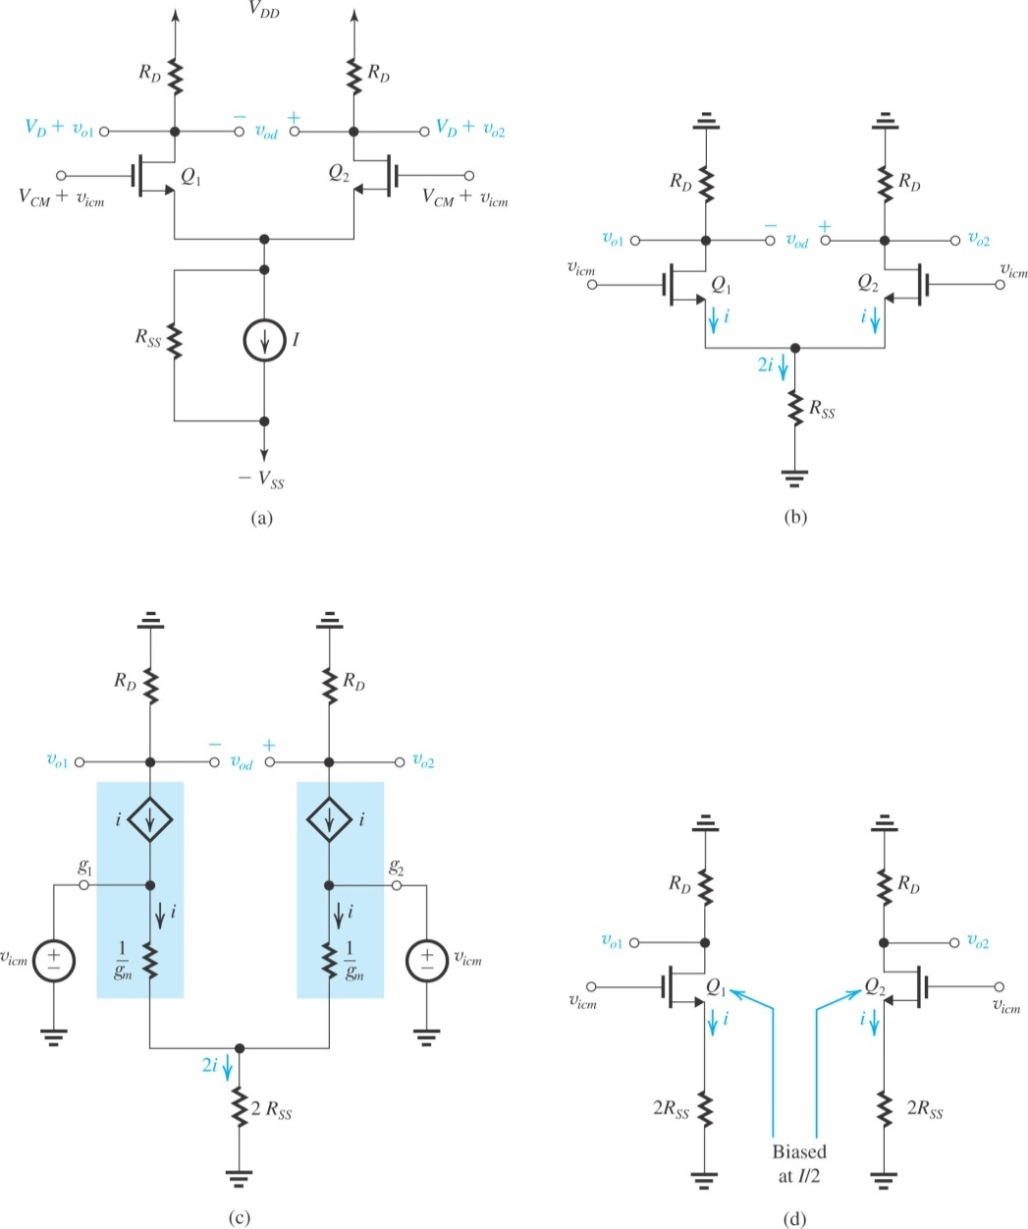 V_DD
R_D R_D
V_D + v_o1 − v_od + V_D + v_o2
Q_1 Q_2
V_CM + v_icm V_CM + v_icm
R_SS I
− V_SS
(a)
R_D R_D
v_o1 − v_od + v_o2
v_icm Q_1 Q_2 v_icm
i i
2i
R_SS
(b)
R_D R_D
v_o1 − v_od + v_o2
i i
g_1 g_2
i i
v_icm + − 1/g_m 1/g_m + − v_icm
2i
2 R_SS
(c)
R_D R_D
v_o1 v_o2
v_icm Q_1 Q_2 v_icm
i i
2R_SS 2R_SS
Biased
at I/2
(d)